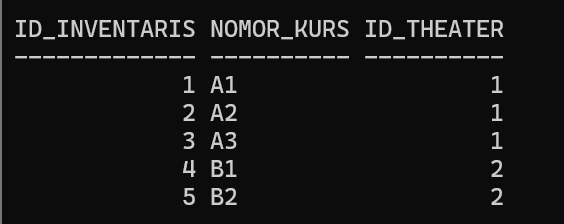 ID_INVENTARIS NOMOR_KURS ID_THEATER
------------- ---------- ----------
            1 A1                  1
            2 A2                  1
            3 A3                  1
            4 B1                  2
            5 B2                  2